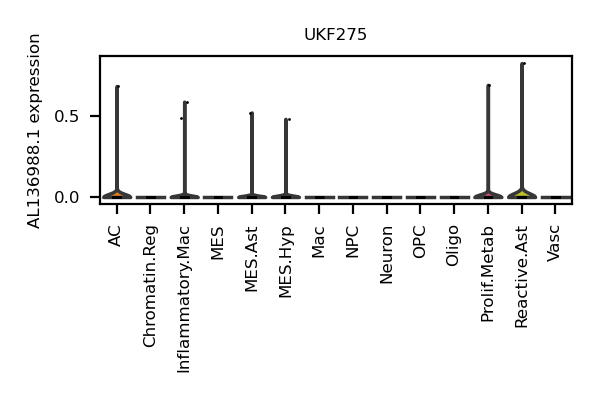 UKF275
AL136988.1 expression
0.5
0.0
AC
Chromatin.Reg
Inflammatory.Mac
MES
MES.Ast
MES.Hyp
Mac
NPC
Neuron
OPC
Oligo
Prolif.Metab
Reactive.Ast
Vasc